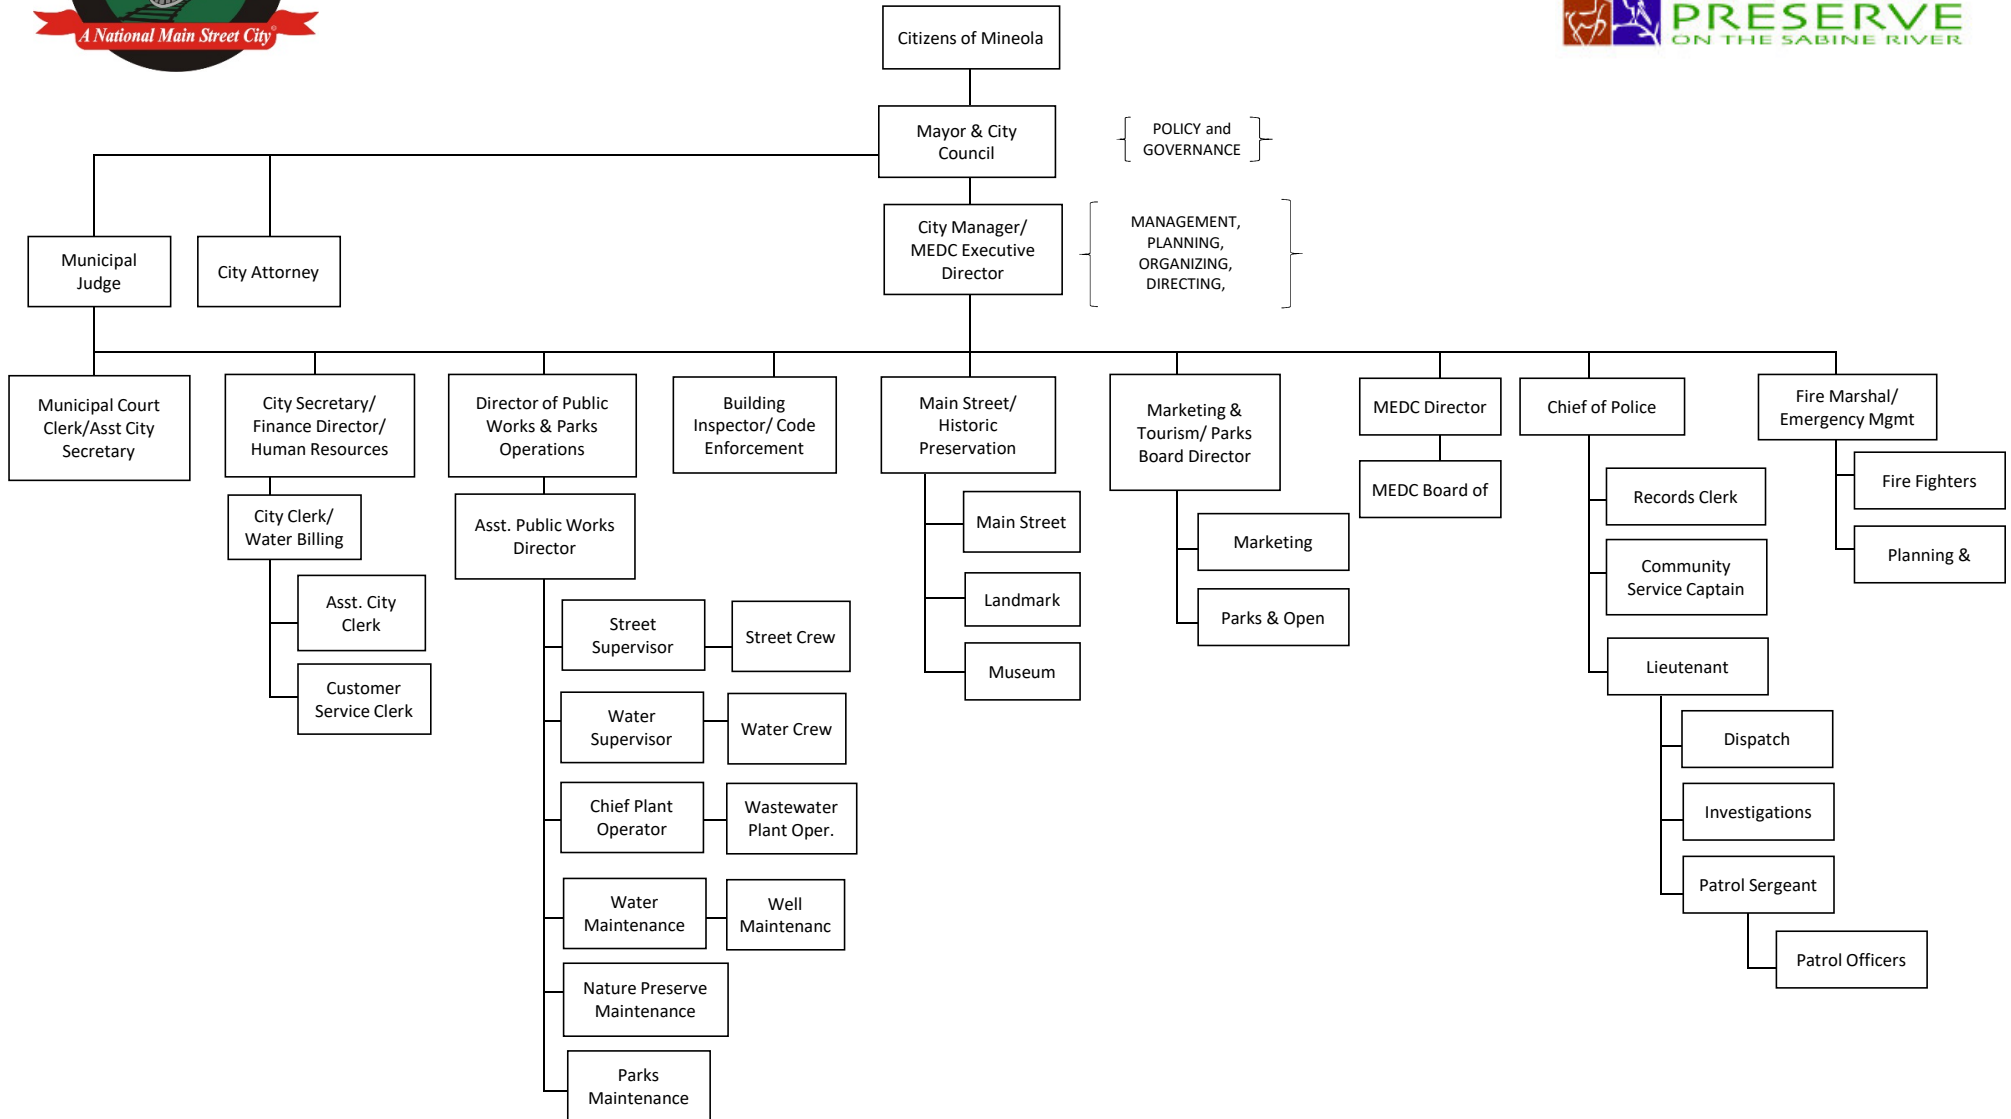 A National Main Street City
PRESERVE
ON THE SABINE RIVER
Citizens of Mineola
Mayor & City
Council
POLICY and
GOVERNANCE
City Manager/
MEDC Executive
Director
MANAGEMENT,
PLANNING,
ORGANIZING,
DIRECTING,
Municipal
Judge
City Attorney
Municipal Court
Clerk/Asst City
Secretary
City Secretary/
Finance Director/
Human Resources
Director of Public
Works & Parks
Operations
Building
Inspector/ Code
Enforcement
Main Street/
Historic
Preservation
Marketing &
Tourism/ Parks
Board Director
MEDC Director
Chief of Police
Fire Marshal/
Emergency Mgmt
City Clerk/
Water Billing
Asst. City
Clerk
Customer
Service Clerk
Asst. Public Works
Director
Street
Supervisor
Street Crew
Water
Supervisor
Water Crew
Chief Plant
Operator
Wastewater
Plant Oper.
Water
Maintenance
Well
Maintenanc
Nature Preserve
Maintenance
Parks
Maintenance
Main Street
Landmark
Museum
Marketing
Parks & Open
MEDC Board of
Records Clerk
Community
Service Captain
Lieutenant
Dispatch
Investigations
Patrol Sergeant
Patrol Officers
Fire Fighters
Planning &